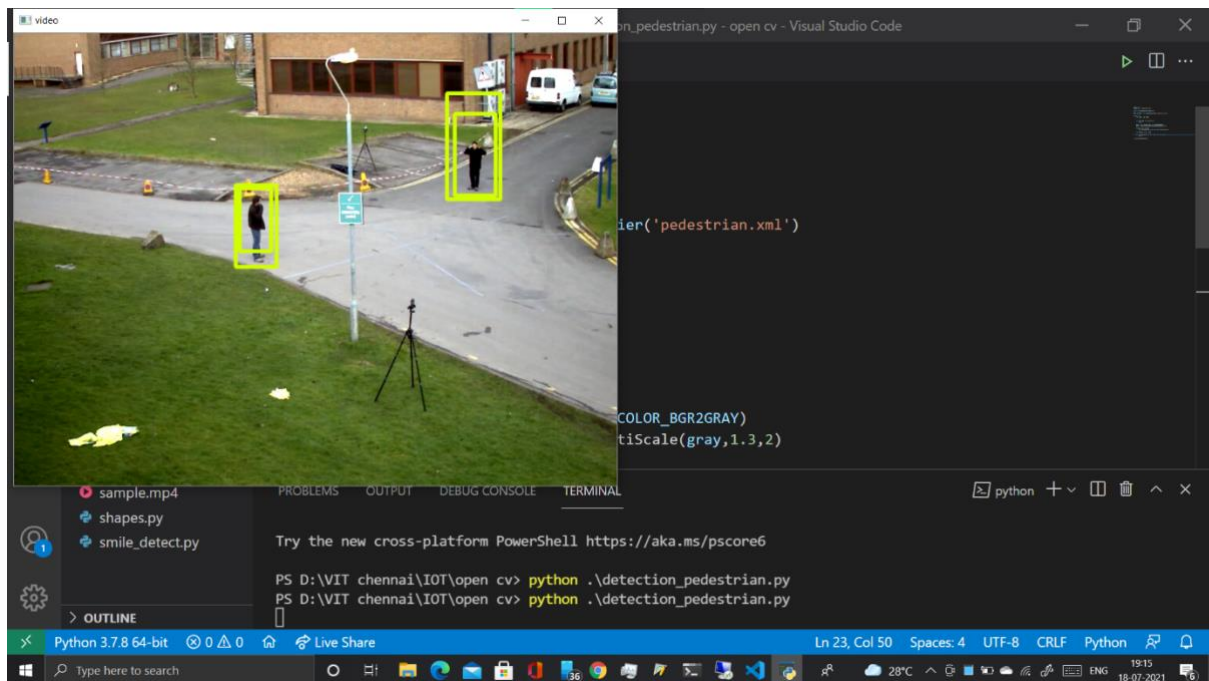 video
on_pedestrian.py - open cv - Visual Studio Code
ier('pedestrian.xml')
COLOR_BGR2GRAY)
tiScale(gray,1.3,2)
sample.mp4
shapes.py
smile_detect.py
> OUTLINE
PROBLEMS OUTPUT DEBUG CONSOLE TERMINAL
python
Try the new cross-platform PowerShell https://aka.ms/pscore6
PS D:\VIT chennai\IOT\open cv> python .\detection_pedestrian.py
PS D:\VIT chennai\IOT\open cv> python .\detection_pedestrian.py
1
Python 3.7.8 64-bit 0 0 Live Share Ln 23, Col 50 Spaces: 4 UTF-8 CRLF Python
Type here to search 36 28°C ENG 19:15
18-07-2021 6